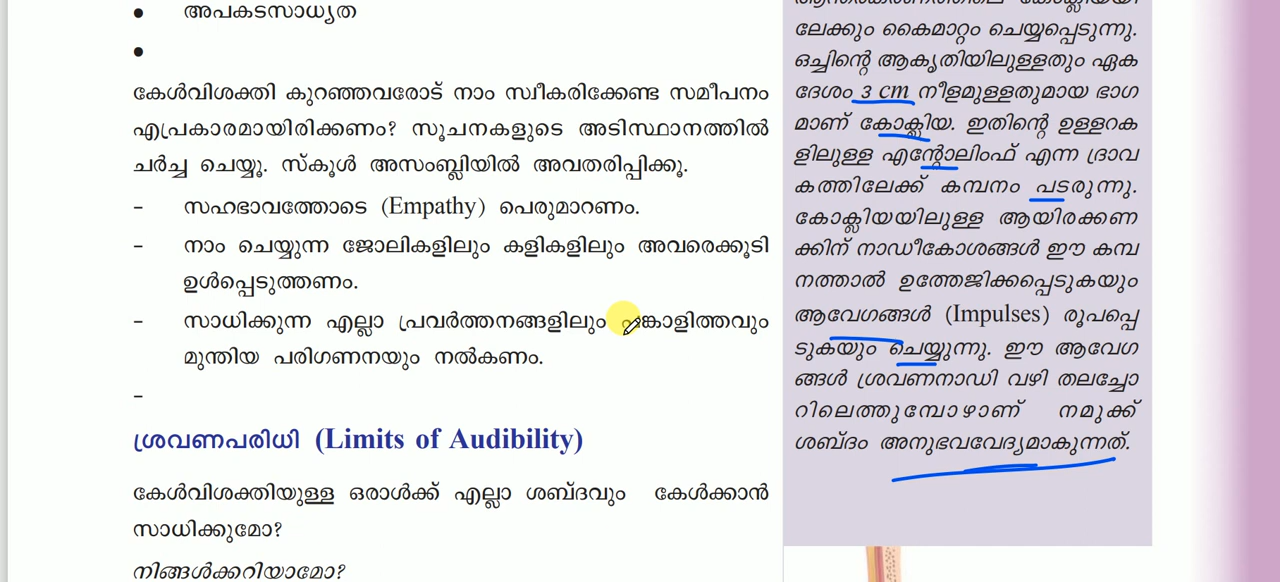 • അപകടസാധ്യത
•
കേൾവിശക്തി കുറഞ്ഞവരോട് നാം സ്വീകരിക്കേണ്ട സമീപനം
എപ്രകാരമായിരിക്കണം? സൂചനകളുടെ അടിസ്ഥാനത്തിൽ
ചർച്ച ചെയ്യൂ. സ്കൂൾ അസംബ്ലിയിൽ അവതരിപ്പിക്കൂ.
- സഹഭാവത്തോടെ (Empathy) പെരുമാറണം.
- നാം ചെയ്യുന്ന ജോലികളിലും കളികളിലും അവരെക്കൂടി
ഉൾപ്പെടുത്തണം.
- സാധിക്കുന്ന എല്ലാ പ്രവർത്തനങ്ങളിലും പങ്കാളിത്തവും
മുന്തിയ പരിഗണനയും നൽകണം.
-
ശ്രവണപരിധി (Limits of Audibility)
കേൾവിശക്തിയുള്ള ഒരാൾക്ക് എല്ലാ ശബ്ദവും കേൾക്കാൻ
സാധിക്കുമോ?
നിങ്ങൾക്കറിയാമോ?
ലേക്കും കൈമാറ്റം ചെയ്യപ്പെടുന്നു.
ഒച്ചിന്റെ ആകൃതിയിലുള്ളതും ഏക
ദേശം 3 cm നീളമുള്ളതുമായ ഭാഗ
മാണ് കോക്ലിയ. ഇതിന്റെ ഉള്ളറക
ളിലുള്ള എന്റോലിംഫ് എന്ന ദ്രാവ
കത്തിലേക്ക് കമ്പനം പടരുന്നു.
കോക്ലിയയിലുള്ള ആയിരക്കണ
ക്കിന് നാഡീകോശങ്ങൾ ഈ കമ്പ
നത്താൽ ഉത്തേജിക്കപ്പെടുകയും
ആവേഗങ്ങൾ (Impulses) രൂപപ്പെ
ടുകയും ചെയ്യുന്നു. ഈ ആവേഗ
ങ്ങൾ ശ്രവണനാഡി വഴി തലച്ചോ
റിലെത്തുമ്പോഴാണ് നമുക്ക്
ശബ്ദം അനുഭവവേദ്യമാകുന്നത്.